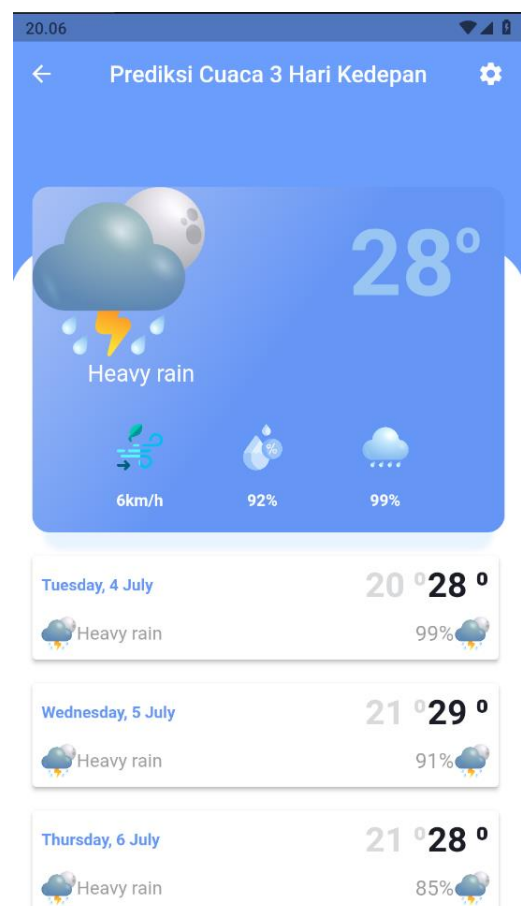 20.06
Prediksi Cuaca 3 Hari Kedepan
28°
Heavy rain
%
6km/h 92% 99%
Tuesday, 4 July 20 °28 °
Heavy rain 99%
Wednesday, 5 July 21 °29 °
Heavy rain 91%
Thursday, 6 July 21 °28 °
Heavy rain 85%